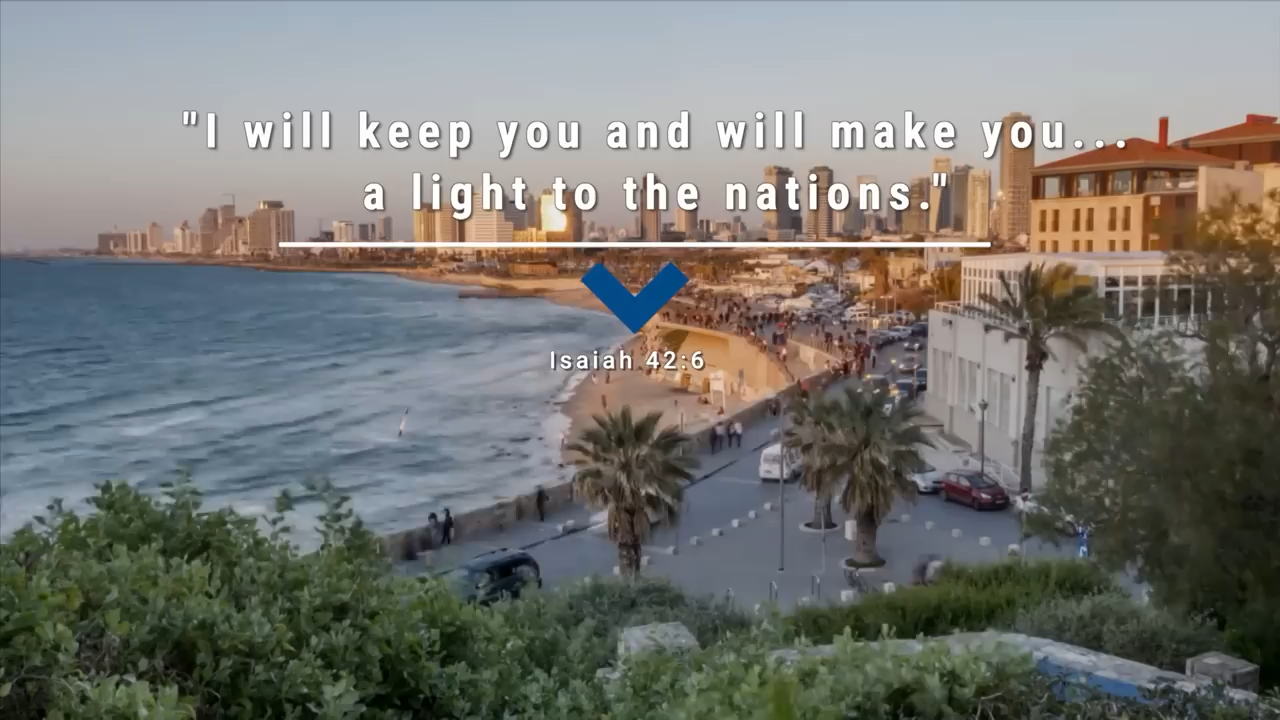 "I will keep you and will make you...
a light to the nations."
Isaiah 42:6